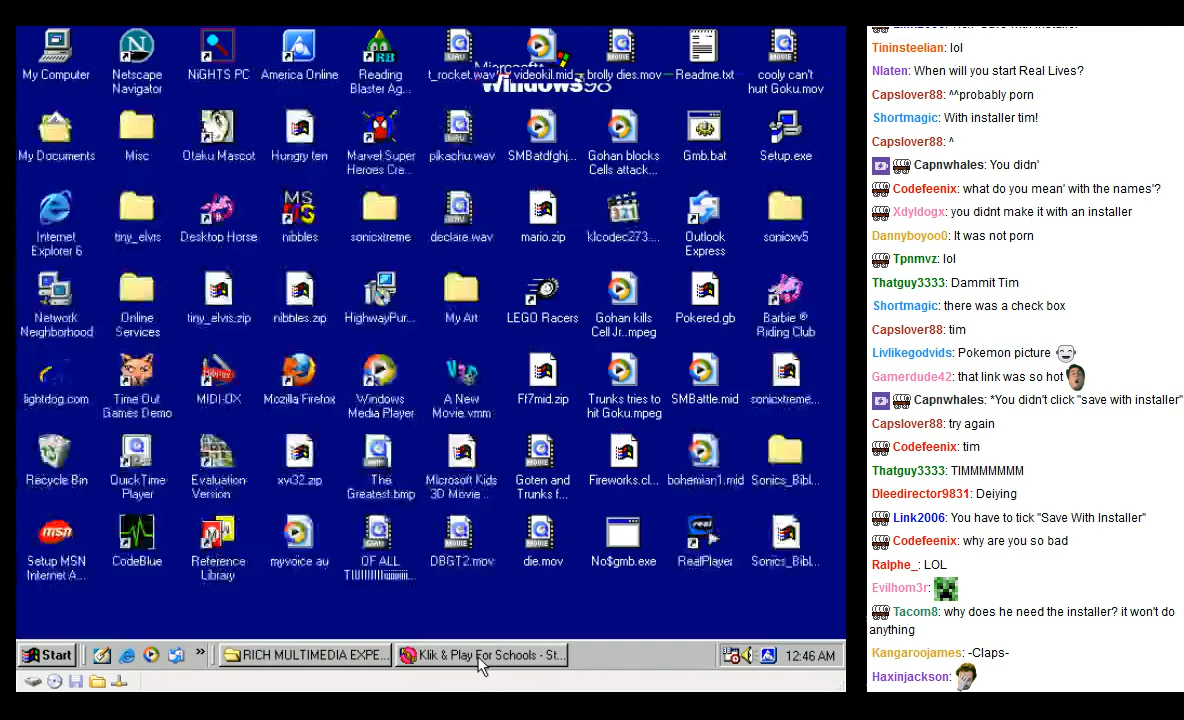 My Computer
Netscape
Navigator
NiGHTS PC
America Online
Reading
Blaster Ag...
t_rocket.wav
videokil.mid
brolly dies.mov
Readme.txt
cooly can't
hurt Goku.mov
Microsoft
Windows98
My Documents
Misc
Otaku Mascot
Hungry ten
Marvel Super
Heroes Cre...
pikachu.wav
SMBatdfghj...
Gohan blocks
Cells attack...
Gmb.bat
Setup.exe
Internet
Explorer 6
tiny_elvis
Desktop Horse
nibbles
sonicxtreme
declare.wav
mario.zip
klcodec273....
Outlook
Express
sonicxv5
Network
Neighborhood
Online
Services
tiny_elvis.zip
nibbles.zip
HighwayPur...
My Art
LEGO Racers
Gohan kills
Cell Jr..mpeg
Pokered.gb
Barbie ®
Riding Club
lightdog.com
Time Out
Games Demo
MIDI-OX
Mozilla Firefox
Windows
Media Player
A New
Movie.vmm
Ff7mid.zip
Trunks tries to
hit Goku.mpeg
SMBattle.mid
sonicxtreme...
Recycle Bin
QuickTime
Player
Evaluation
Version
xvi32.zip
The
Greatest.bmp
Microsoft Kids
3D Movie ...
Goten and
Trunks f...
Fireworks.cl...
bohemian1.mid
Sonics_Bibl...
Setup MSN
Internet A...
CodeBlue
Reference
Library
myvoice au
OF ALL
DBGT2.mov
die.mov
No$gmb.exe
RealPlayer
Sonics_Bibl...
Start
»
RICH MULTIMEDIA EXPE...
Klik & Play For Schools - St...
12:46 AM
Tininsteelian: lol
Nlaten: When will you start Real Lives?
Capslover88: ^^probably porn
Shortmagic: With installer tim!
Capslover88: ^
Capnwhales: You didn'
Codefeenix: what do you mean' with the names'?
Xdyldogx: you didnt make it with an installer
Dannyboyoo0: It was not porn
Tpnmvz: lol
Thatguy3333: Dammit Tim
Shortmagic: there was a check box
Capslover88: tim
Livlikegodvids: Pokemon picture
Gamerdude42: that link was so hot
Capnwhales: *You didn't click "save with installer"
Capslover88: try again
Codefeenix: tim
Thatguy3333: TIMMMMMMM
Dleedirector9831: Deiying
Link2006: You have to tick "Save With Installer"
Codefeenix: why are you so bad
Ralphe_: LOL
Evilhom3r:
Tacom8: why does he need the installer? it won't do
anything
Kangaroojames: -Claps-
Haxinjackson: